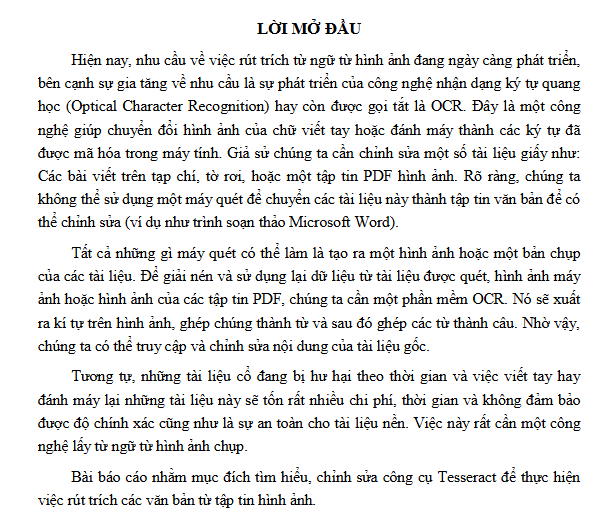 LỜI MỞ ĐẦU
Hiện nay, nhu cầu về việc rút trích từ ngữ từ hình ảnh đang ngày càng phát triển,
bên cạnh sự gia tăng về nhu cầu là sự phát triển của công nghệ nhận dạng ký tự quang
học (Optical Character Recognition) hay còn được gọi tắt là OCR. Đây là một công
nghệ giúp chuyển đổi hình ảnh của chữ viết tay hoặc đánh máy thành các ký tự đã
được mã hóa trong máy tính. Giả sử chúng ta cần chỉnh sửa một số tài liệu giấy như:
Các bài viết trên tạp chí, tờ rơi, hoặc một tập tin PDF hình ảnh. Rõ ràng, chúng ta
không thể sử dụng một máy quét để chuyển các tài liệu này thành tập tin văn bản để có
thể chỉnh sửa (ví dụ như trình soạn thảo Microsoft Word).
Tất cả những gì máy quét có thể làm là tạo ra một hình ảnh hoặc một bản chụp
của các tài liệu. Để giải nén và sử dụng lại dữ liệu từ tài liệu được quét, hình ảnh máy
ảnh hoặc hình ảnh của các tập tin PDF, chúng ta cần một phần mềm OCR. Nó sẽ xuất
ra kí tự trên hình ảnh, ghép chúng thành từ và sau đó ghép các từ thành câu. Nhờ vậy,
chúng ta có thể truy cập và chỉnh sửa nội dung của tài liệu gốc.
Tương tự, những tài liệu cổ đang bị hư hại theo thời gian và việc viết tay hay
đánh máy lại những tài liệu này sẽ tốn rất nhiều chi phí, thời gian và không đảm bảo
được độ chính xác cũng như là sự an toàn cho tài liệu nền. Việc này rất cần một công
nghệ lấy từ ngữ từ hình ảnh chụp.
Bài báo cáo nhằm mục đích tìm hiểu, chỉnh sửa công cụ Tesseract để thực hiện
việc rút trích các văn bản từ tập tin hình ảnh.